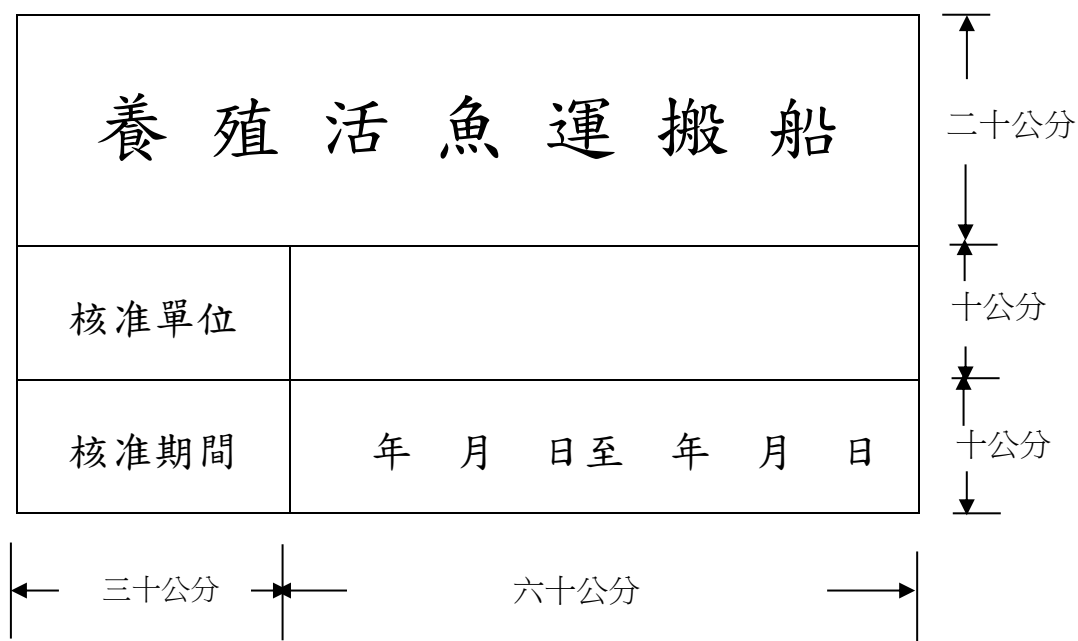 養殖活魚運搬船
二十公分
核准單位
十公分
核准期間 年 月 日至 年 月 日
十公分
三十公分 六十公分